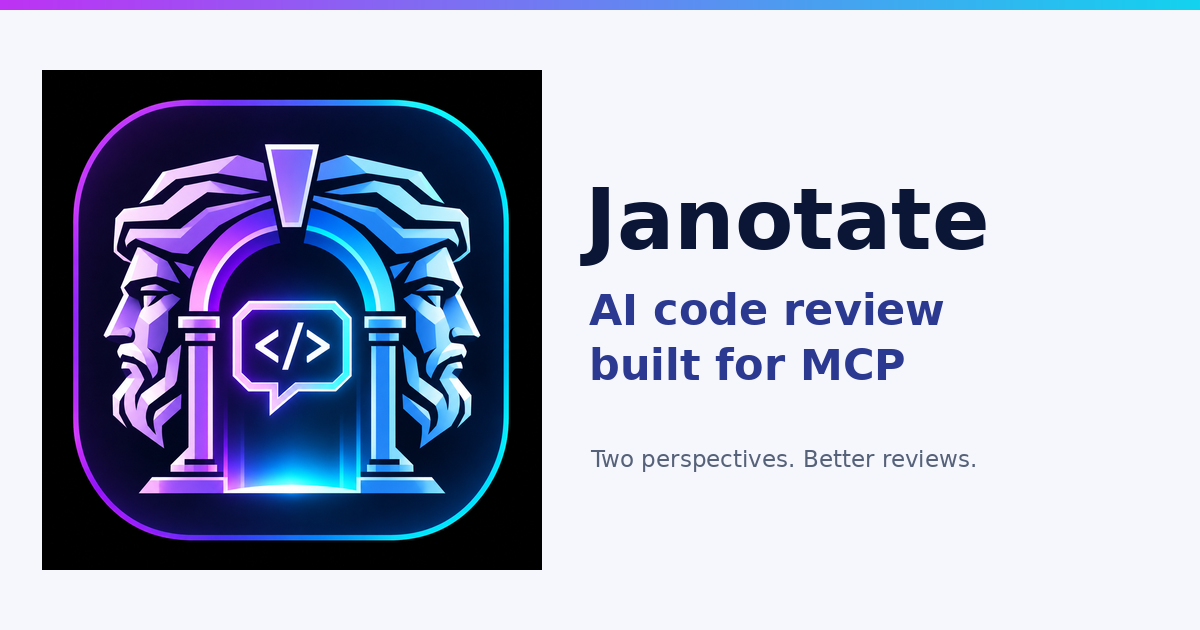 </>
Janotate
AI code review
built for MCP
Two perspectives. Better reviews.